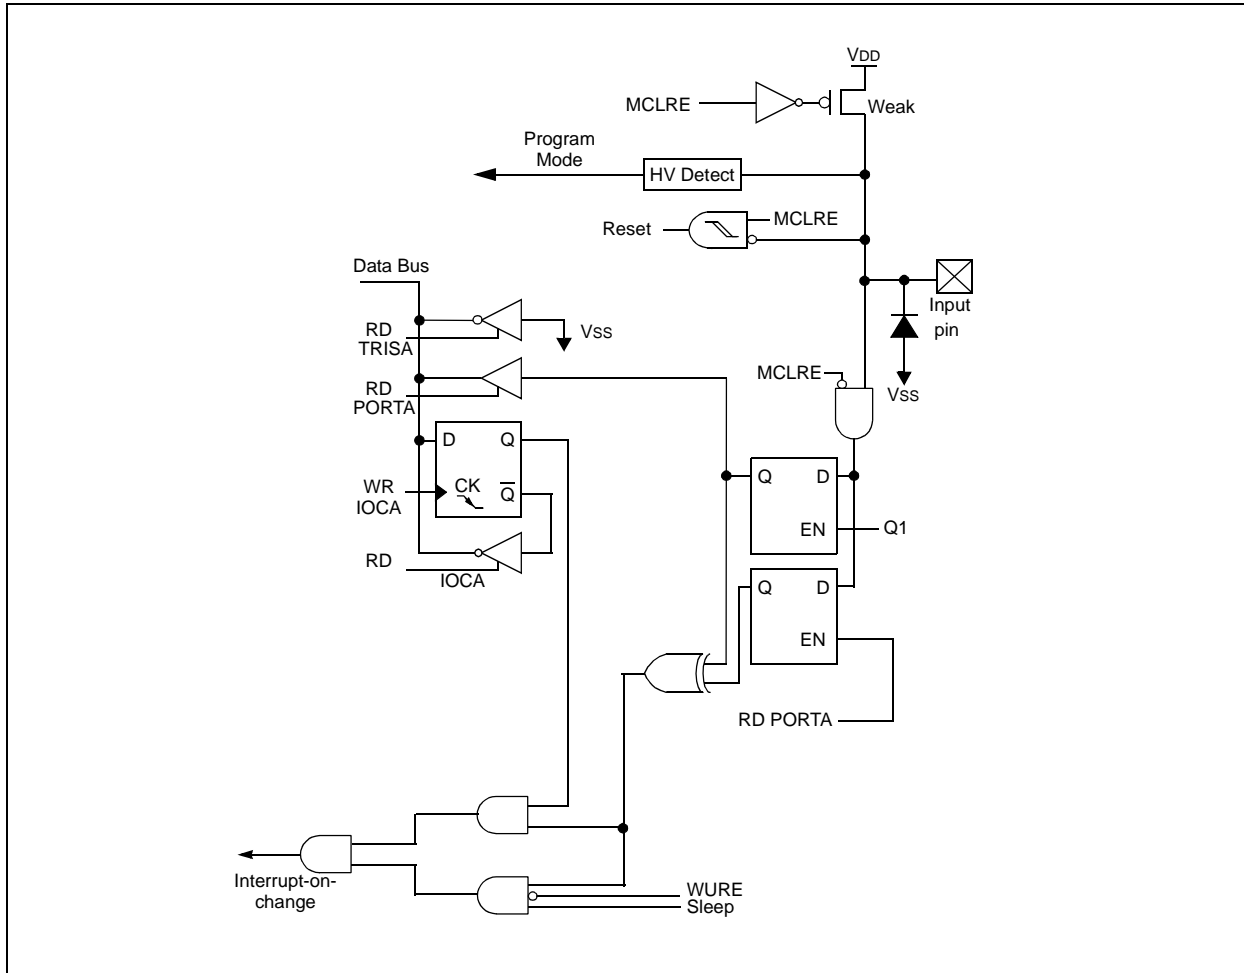 VDD
MCLRE
Weak
Program
Mode
HV Detect
MCLRE
Reset
Data Bus
Input
pin
RD
TRISA
VSS
MCLRE
VSS
RD
PORTA
D Q
Q D
WR
IOCA
CK
Q
EN
Q1
RD
IOCA
Q D
EN
RD PORTA
Interrupt-on-
change
WURE
Sleep